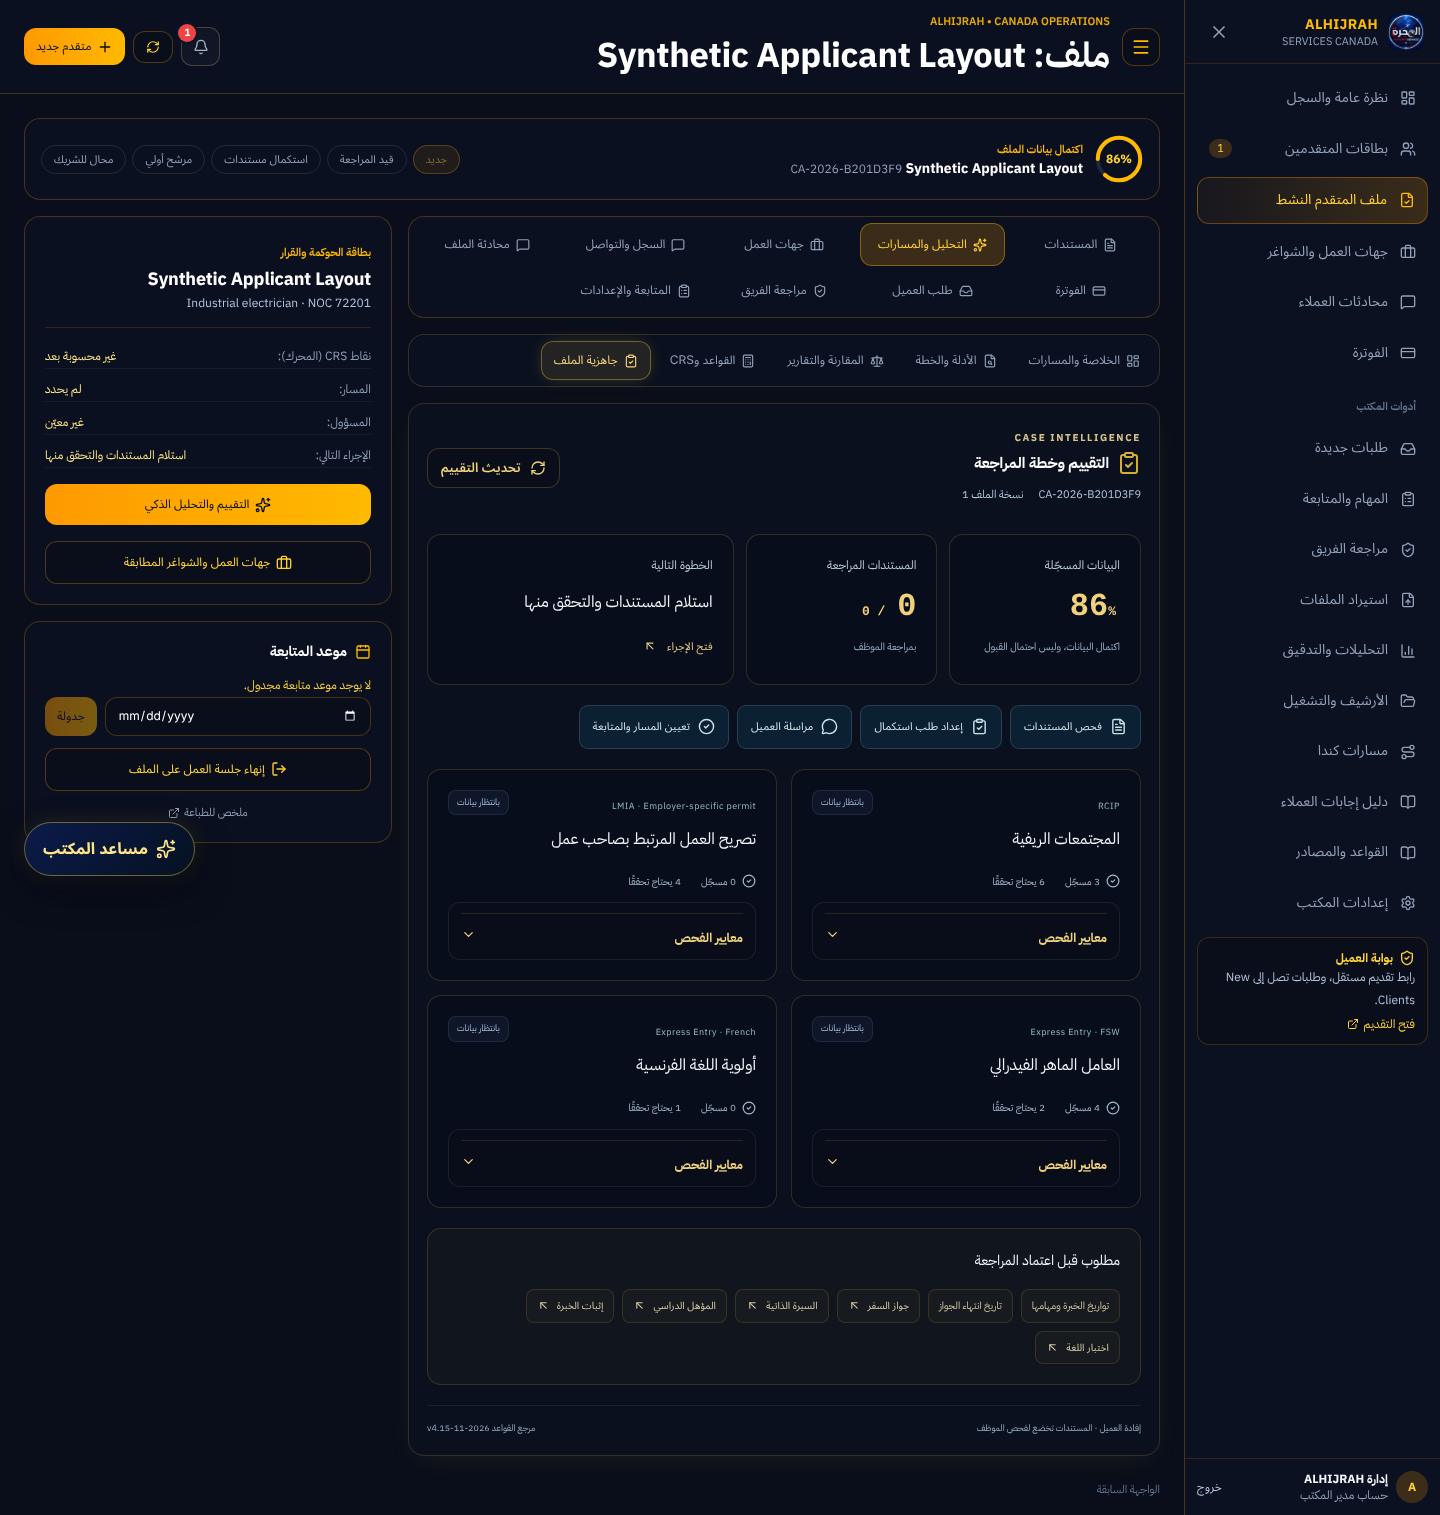 ALHIJRAH
SERVICES CANADA
نظرة عامة والسجل
بطاقات المتقدمين
1
ملف المتقدم النشط
جهات العمل والشواغر
محادثات العملاء
الفوترة
أدوات المكتب
طلبات جديدة
المهام والمتابعة
مراجعة الفريق
استيراد الملفات
التحليلات والتدقيق
الأرشيف والتشغيل
مسارات كندا
دليل إجابات العملاء
القواعد والمصادر
إعدادات المكتب
بوابة العميل
رابط تقديم مستقل، وطلبات تصل إلى New
Clients.
فتح التقديم
A
إدارة ALHIJRAH
حساب مدير المكتب
خروج
ALHIJRAH • CANADA OPERATIONS
ملف: Synthetic Applicant Layout
1
متقدم جديد
86%
اكتمال بيانات الملف
Synthetic Applicant Layout CA-2026-B201D3F9
جديد
قيد المراجعة
استكمال مستندات
مرشح أولي
محال للشريك
المستندات
التحليل والمسارات
جهات العمل
السجل والتواصل
محادثة الملف
الفوترة
طلب العميل
مراجعة الفريق
المتابعة والإعدادات
الخلاصة والمسارات
الأدلة والخطة
المقارنة والتقارير
القواعد وCRS
جاهزية الملف
CASE INTELLIGENCE
التقييم وخطة المراجعة
CA-2026-B201D3F9 نسخة الملف 1
تحديث التقييم
البيانات المسجّلة
86%
اكتمال البيانات، وليس احتمال القبول
المستندات المراجعة
0 / 0
بمراجعة الموظف
الخطوة التالية
استلام المستندات والتحقق منها
فتح الإجراء
فحص المستندات
إعداد طلب استكمال
مراسلة العميل
تعيين المسار والمتابعة
RCIP
بانتظار بيانات
المجتمعات الريفية
3 مسجّل
6 يحتاج تحققًا
معايير الفحص
LMIA · Employer-specific permit
بانتظار بيانات
تصريح العمل المرتبط بصاحب عمل
0 مسجّل
4 يحتاج تحققًا
معايير الفحص
Express Entry · FSW
بانتظار بيانات
العامل الماهر الفيدرالي
4 مسجّل
2 يحتاج تحققًا
معايير الفحص
Express Entry · French
بانتظار بيانات
أولوية اللغة الفرنسية
0 مسجّل
1 يحتاج تحققًا
معايير الفحص
مطلوب قبل اعتماد المراجعة
تواريخ الخبرة ومهامها
تاريخ انتهاء الجواز
جواز السفر
السيرة الذاتية
المؤهل الدراسي
إثبات الخبرة
اختبار اللغة
إفادة العميل · المستندات تخضع لفحص الموظف
مرجع القواعد 2026-11-v4.15
الواجهة السابقة
بطاقة الحوكمة والقرار
Synthetic Applicant Layout
Industrial electrician · NOC 72201
نقاط CRS (المحرك):
غير محسوبة بعد
المسار:
لم يحدد
المسؤول:
غير معيّن
الإجراء التالي:
استلام المستندات والتحقق منها
التقييم والتحليل الذكي
جهات العمل والشواغر المطابقة
موعد المتابعة
لا يوجد موعد متابعة مجدول.
mm/dd/yyyy
جدولة
إنهاء جلسة العمل على الملف
ملخص للطباعة
مساعد المكتب